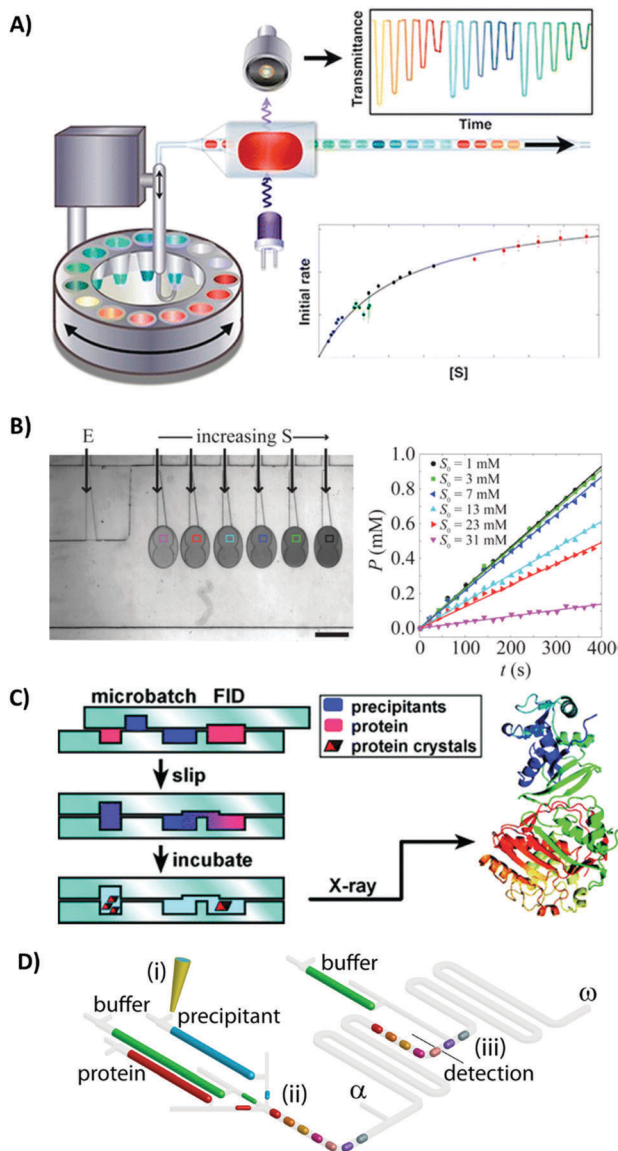 A)
Transmittance
Time
Initial rate
[S]
B)
E
increasing S
P (mM)
1.0
0.8
0.6
0.4
0.2
0.0
S₀ = 1 mM
S₀ = 3 mM
S₀ = 7 mM
S₀ = 13 mM
S₀ = 23 mM
S₀ = 31 mM
0 100 200 300 400
t (s)
C)
microbatch FID
precipitants
protein
protein crystals
slip
incubate
X-ray
D)
(i)
buffer
precipitant
protein
(ii)
α
buffer
ω
(iii)
detection